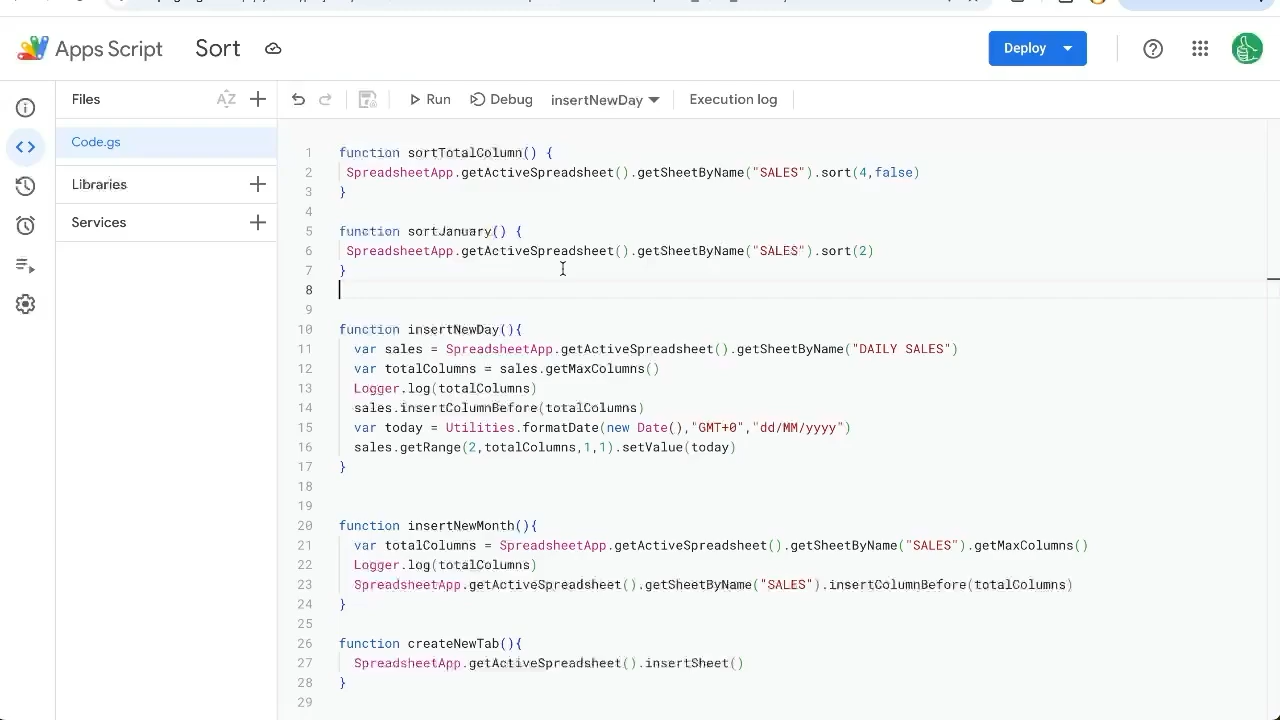 Apps Script Sort Deploy
Files AZ Run Debug insertNewDay Execution log
Code.gs
Libraries
Services
1 function sortTotalColumn() {
2 SpreadsheetApp.getActiveSpreadsheet().getSheetByName("SALES").sort(4,false)
3 }
4
5 function sortJanuary() {
6 SpreadsheetApp.getActiveSpreadsheet().getSheetByName("SALES").sort(2)
7 }
8
9
10 function insertNewDay(){
11 var sales = SpreadsheetApp.getActiveSpreadsheet().getSheetByName("DAILY SALES")
12 var totalColumns = sales.getMaxColumns()
13 Logger.log(totalColumns)
14 sales.insertColumnBefore(totalColumns)
15 var today = Utilities.formatDate(new Date(),"GMT+0","dd/MM/yyyy")
16 sales.getRange(2,totalColumns,1,1).setValue(today)
17 }
18
19
20 function insertNewMonth(){
21 var totalColumns = SpreadsheetApp.getActiveSpreadsheet().getSheetByName("SALES").getMaxColumns()
22 Logger.log(totalColumns)
23 SpreadsheetApp.getActiveSpreadsheet().getSheetByName("SALES").insertColumnBefore(totalColumns)
24 }
25
26 function createNewTab(){
27 SpreadsheetApp.getActiveSpreadsheet().insertSheet()
28 }
29